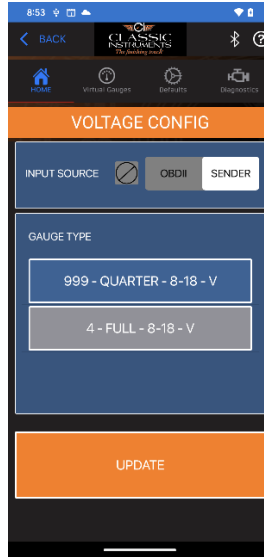 8:53
BACK
CLASSIC
INSTRUMENTS
The finishing touch
HOME Virtual Gauges Defaults Diagnostics
VOLTAGE CONFIG
INPUT SOURCE OBDII SENDER
GAUGE TYPE
999 - QUARTER - 8-18 - V
4 - FULL - 8-18 - V
UPDATE